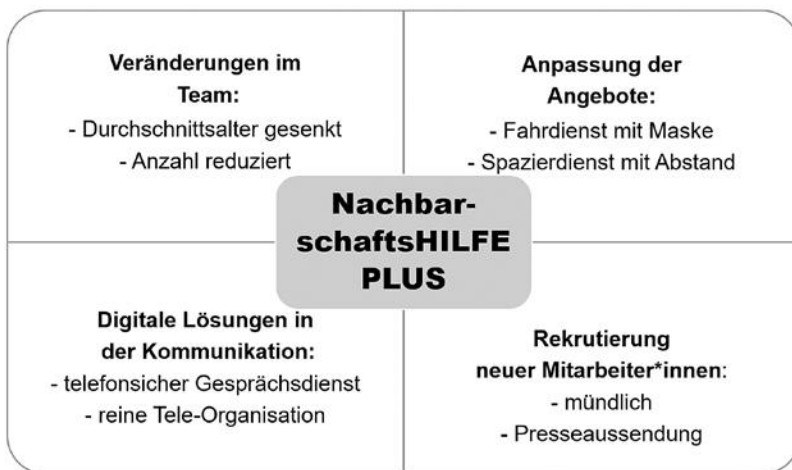 Veränderungen im
Team:
- Durchschnittsalter gesenkt
- Anzahl reduziert
Anpassung der
Angebote:
- Fahrdienst mit Maske
- Spazierdienst mit Abstand
Nachbar-
schaftsHILFE
PLUS
Digitale Lösungen in
der Kommunikation:
- telefonsicher Gesprächsdienst
- reine Tele-Organisation
Rekrutierung
neuer Mitarbeiter*innen:
- mündlich
- Presseaussendung